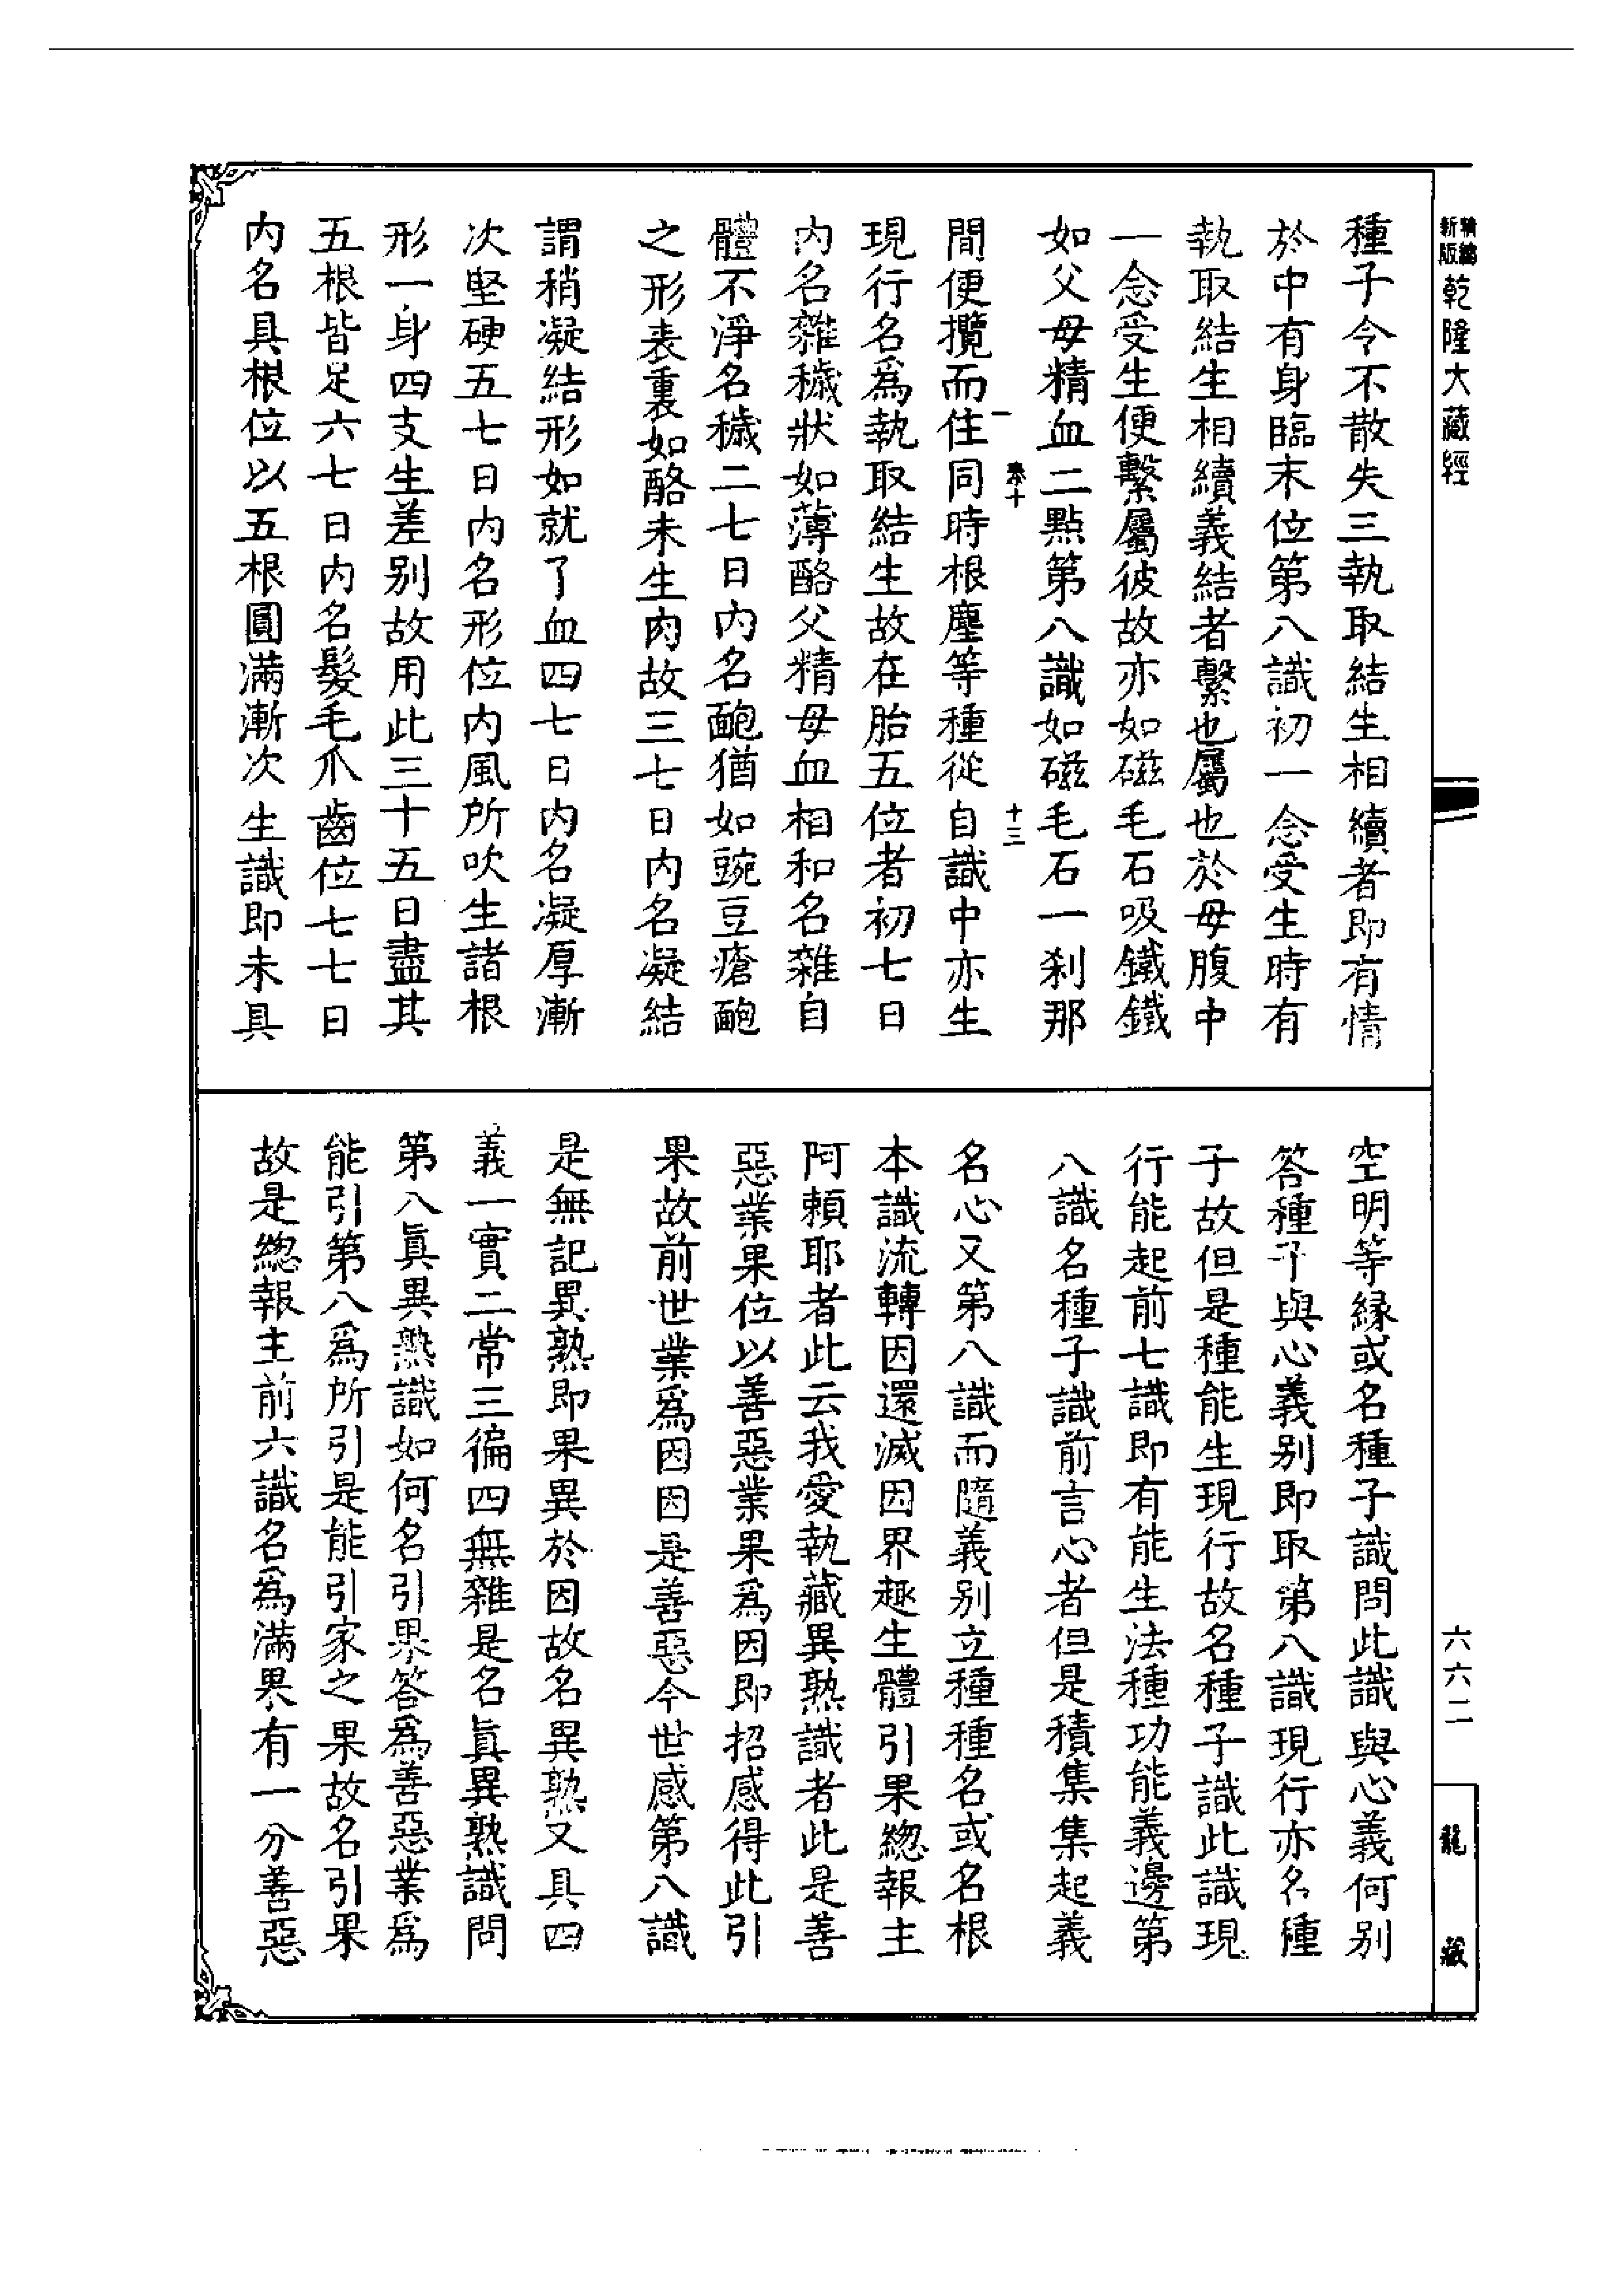 新編精版乾隆大藏經
六六二
龍藏
種子令不散失三執取結生相續者即有情
於中有身臨末位第八識初一念受生時有
執取結生相續義結者繫也屬也於母腹中
一念受生便繫屬彼故亦如磁毛石吸鐵鐵
如父母精血二點第八識如磁毛石一刹那
一 卷十 十三
間便攬而住同時根塵等種從自識中亦生
現行名爲執取結生故在胎五位者初七日
内名雜穢狀如薄酪父精母血相和名雜自
體不淨名穢二七日内名皰猶如豌豆瘡皰
之形表裏如酪未生肉故三七日内名凝結
謂稍凝結形如就了血四七日内名凝厚漸
次堅硬五七日内名形位内風所吹生諸根
形一身四支生差别故用此三十五日盡其
五根皆足六七日内名髮毛爪齒位七七日
内名具根位以五根圓滿漸次生識即未具
空明等緣或名種子識問此識與心義何别
答種子與心義别即取第八識現行亦名種
子故但是種能生現行故名種子識此識現
行能起前七識即有能生法種功能義邊第
八識名種子識前言心者但是積集集起義
名心又第八識而隨義别立種種名或名根
本識流轉因還滅因界趣生體引果總報主
阿頼耶者此云我愛執藏異熟識者此是善
惡業果位以善惡業果爲因即招感得此引
果故前世業爲因因是善惡今世感第八識
是無記異熟即果異於因故名異熟又具四
義一實二常三徧四無雜是名眞異熟識問
第八眞異熟識如何名引果答爲善惡業爲
能引第八爲所引是能引家之果故名引果
故是總報主前六識名爲滿果有一分善惡